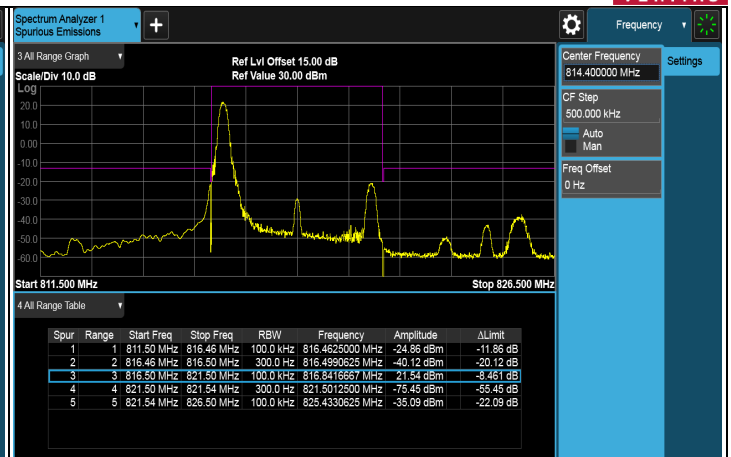 Spectrum Analyzer 1
Spurious Emissions
Frequency
3 All Range Graph
Ref Lvl Offset 15.00 dB
Scale/Div 10.0 dB
Ref Value 30.00 dBm
Log
20.0
10.0
0.00
-10.0
-20.0
-30.0
-40.0
-50.0
-60.0
Start 811.500 MHz
Stop 826.500 MHz
4 All Range Table
Spur Range Start Freq Stop Freq RBW Frequency Amplitude ΔLimit
1 1 811.50 MHz 816.46 MHz 100.0 kHz 816.4625000 MHz -24.86 dBm -11.86 dB
2 2 816.46 MHz 816.50 MHz 300.0 Hz 816.4990625 MHz -40.12 dBm -20.12 dB
3 3 816.50 MHz 821.50 MHz 100.0 kHz 816.8416667 MHz 21.54 dBm -8.461 dB
4 4 821.50 MHz 821.54 MHz 300.0 Hz 821.5012500 MHz -75.45 dBm -55.45 dB
5 5 821.54 MHz 826.50 MHz 100.0 kHz 825.4330625 MHz -35.09 dBm -22.09 dB
Center Frequency
814.400000 MHz
Settings
CF Step
500.000 kHz
Auto
Man
Freq Offset
0 Hz